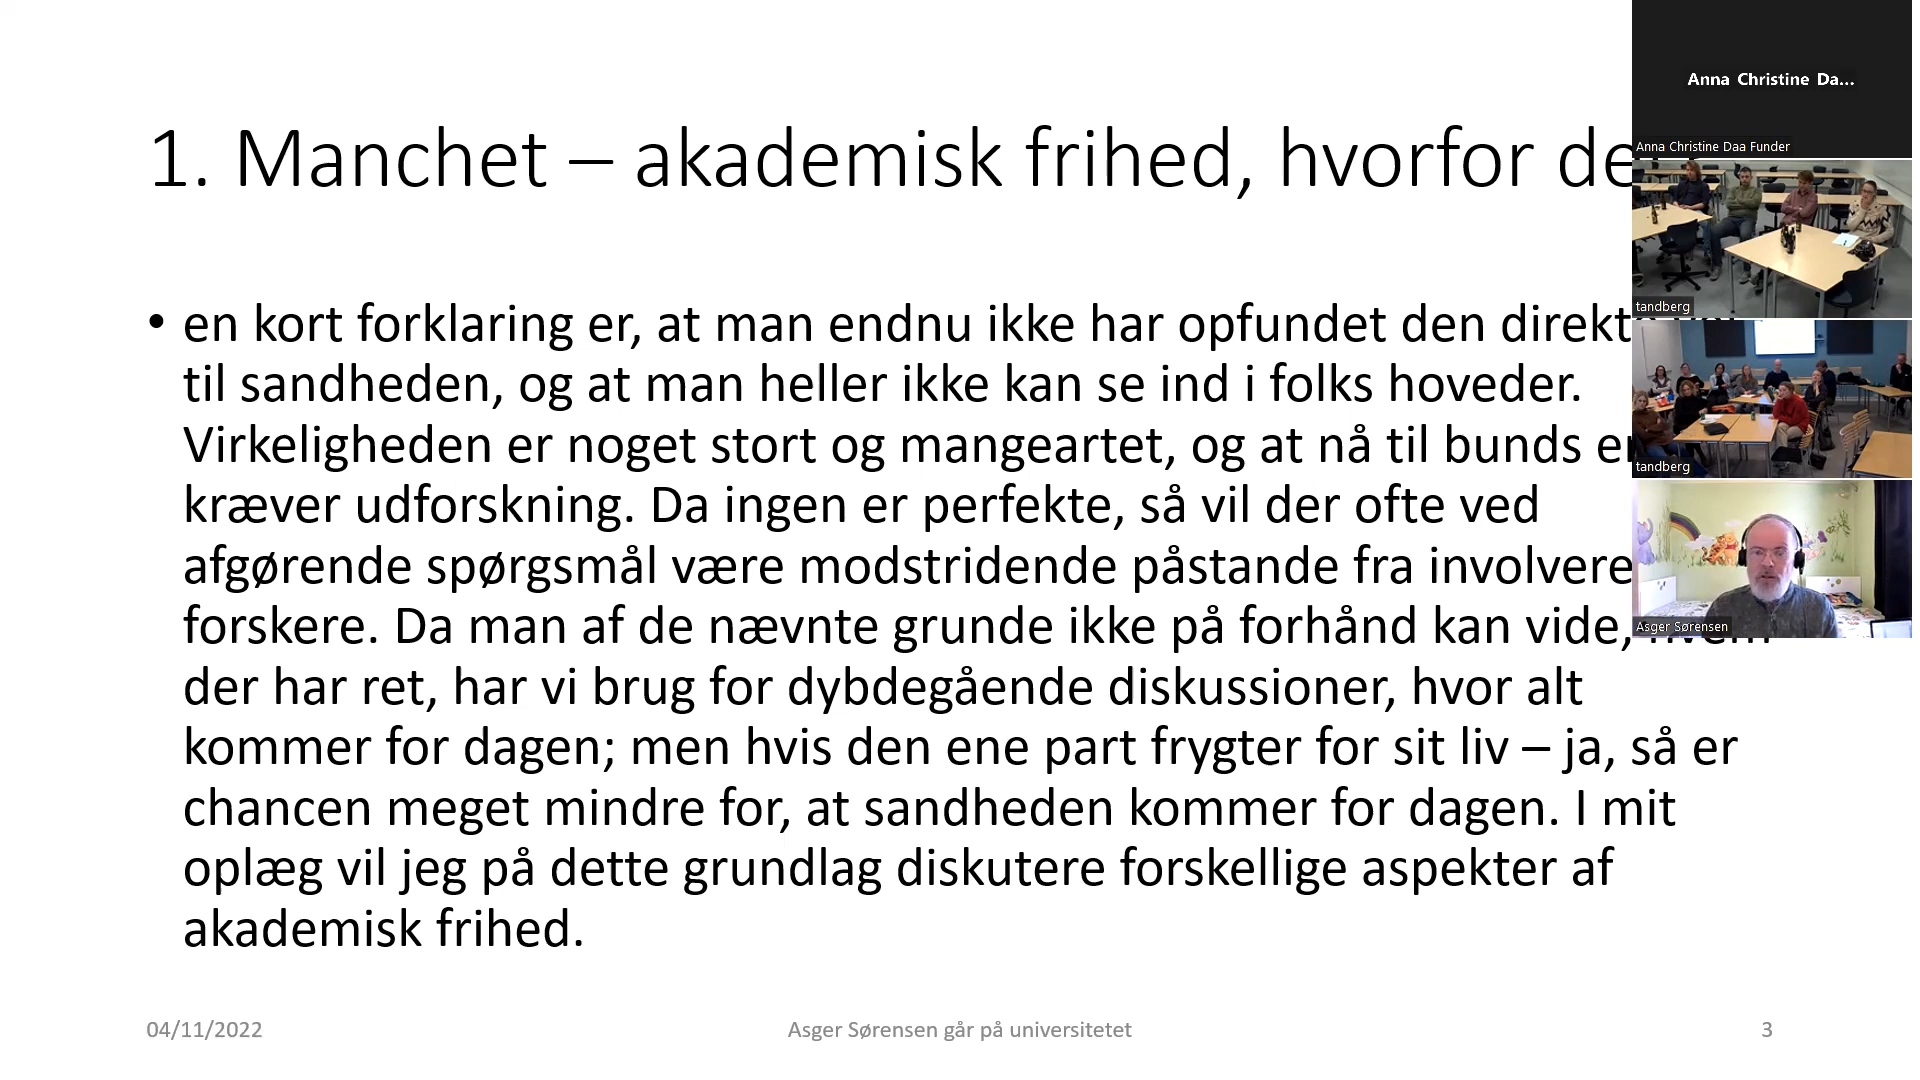 1. Manchet – akademisk frihed, hvorfor
• en kort forklaring er, at man endnu ikke har opfundet den
til sandheden, og at man heller ikke kan se ind i folks hoveder.
Virkeligheden er noget stort og mangeartet, og at nå til bunds
kræver udforskning. Da ingen er perfekte, så vil der ofte ved
afgørende spørgsmål være modstridende påstande fra
forskere. Da man af de nævnte grunde ikke på forhånd kan vide, hvem
der har ret, har vi brug for dybdegående diskussioner, hvor alt
kommer for dagen; men hvis den ene part frygter for sit liv – ja, så er
chancen meget mindre for, at sandheden kommer for dagen. I mit
oplæg vil jeg på dette grundlag diskutere forskellige aspekter af
akademisk frihed.
04/11/2022
Asger Sørensen går på universitetet
3
Anna Christine Da...
Anna Christine Daa Funder
tandberg
tandberg
Asger Sørensen